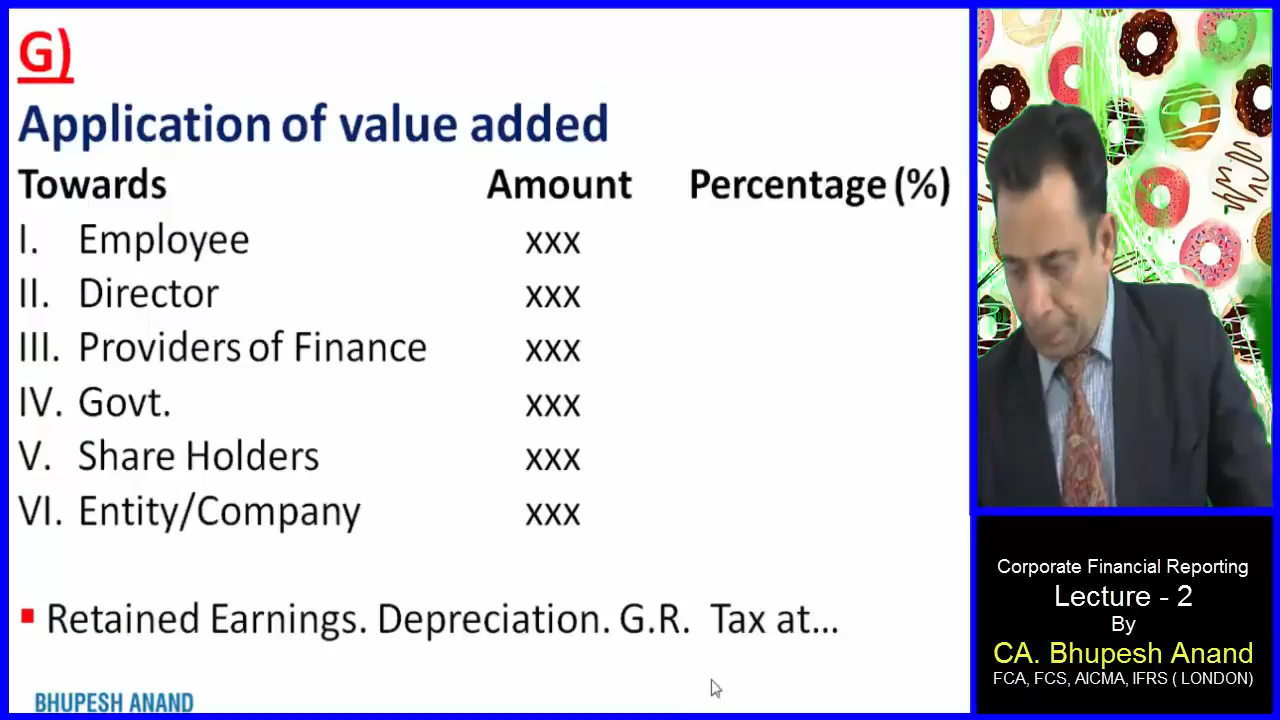 G)
Application of value added
Towards Amount Percentage (%)
I. Employee xxx
II. Director xxx
III. Providers of Finance xxx
IV. Govt. xxx
V. Share Holders xxx
VI. Entity/Company xxx
Retained Earnings. Depreciation. G.R. Tax at...
BHUPESH ANAND
Corporate Financial Reporting
Lecture - 2
By
CA. Bhupesh Anand
FCA, FCS, AICMA, IFRS ( LONDON)